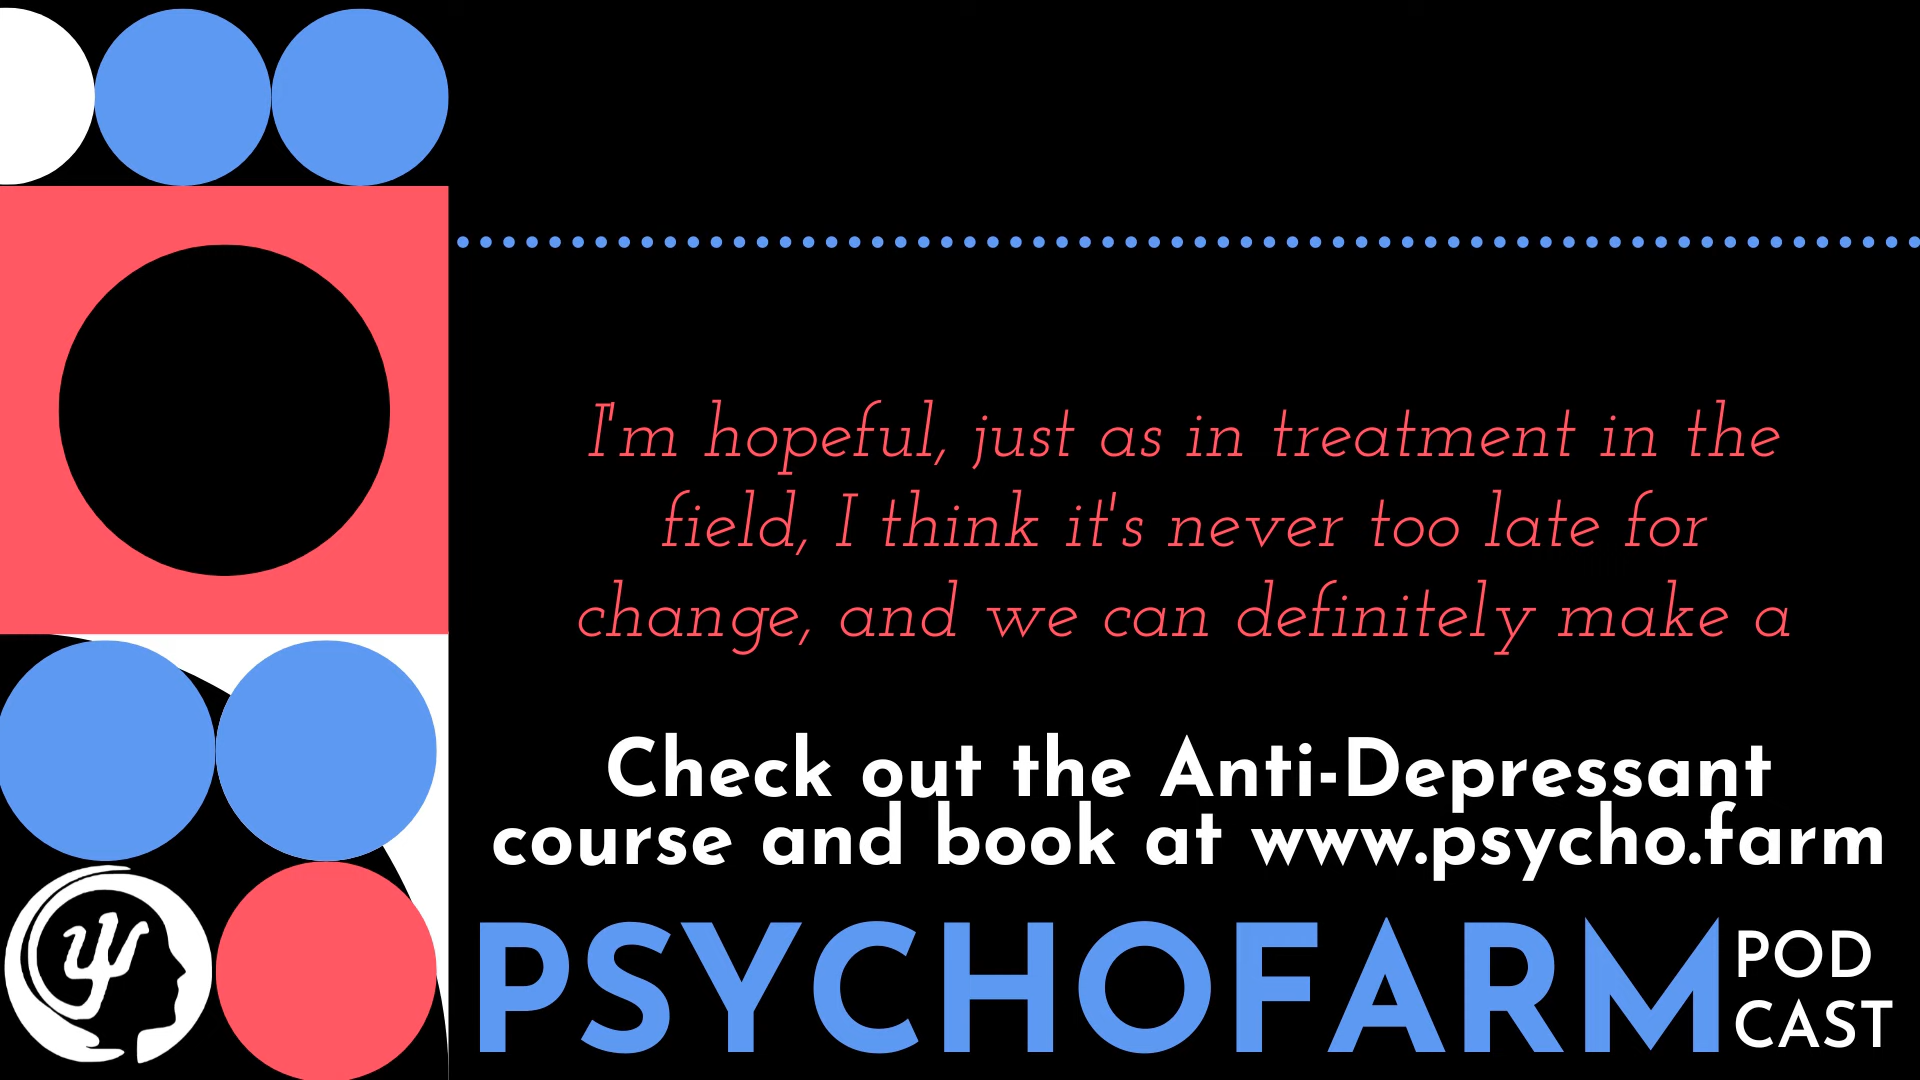 I'm hopeful, just as in treatment in the
field, I think it's never too late for
change, and we can definitely make a
Check out the Anti-Depressant
course and book at www.psycho.farm
PSYCHOFARM
POD
CAST
ψ